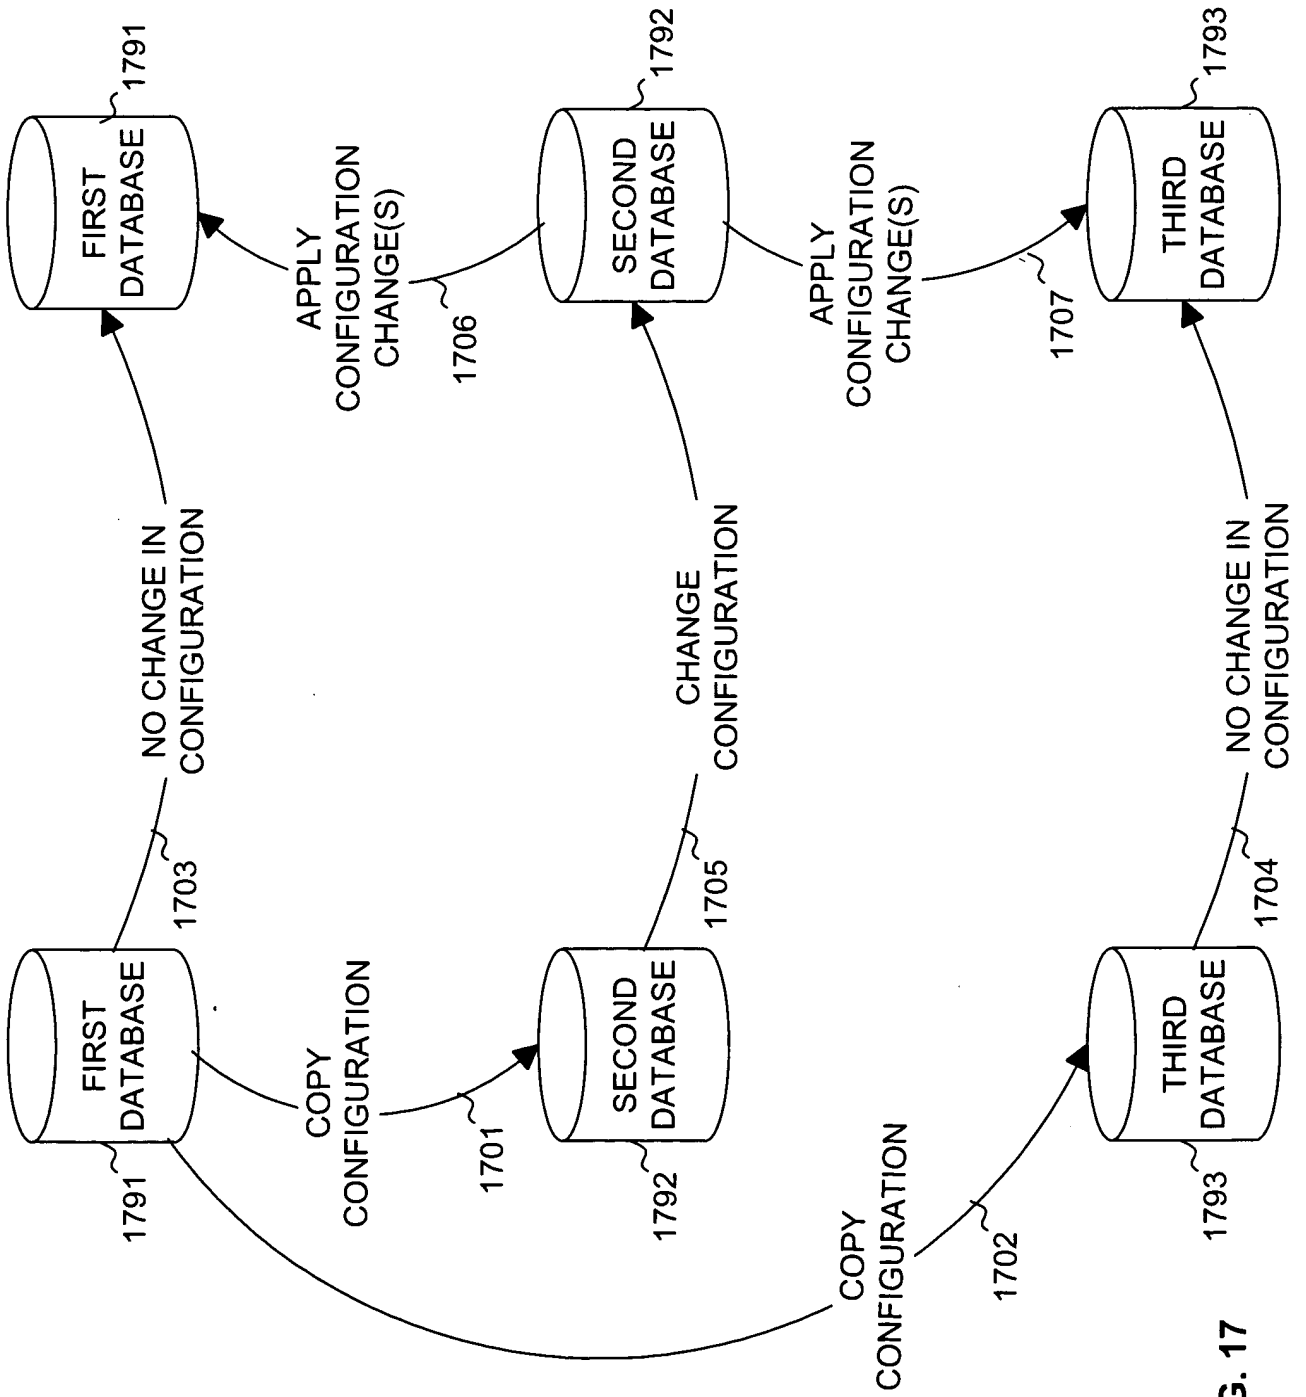 1791
FIRST
DATABASE
1703
NO CHANGE IN
CONFIGURATION
FIRST
DATABASE
1791
COPY
CONFIGURATION
1701
APPLY
CONFIGURATION
CHANGE(S)
1706
1792
SECOND
DATABASE
1705
CHANGE
CONFIGURATION
SECOND
DATABASE
1792
COPY
CONFIGURATION
1702
APPLY
CONFIGURATION
CHANGE(S)
1707
1793
THIRD
DATABASE
1704
NO CHANGE IN
CONFIGURATION
THIRD
DATABASE
1793
G. 17